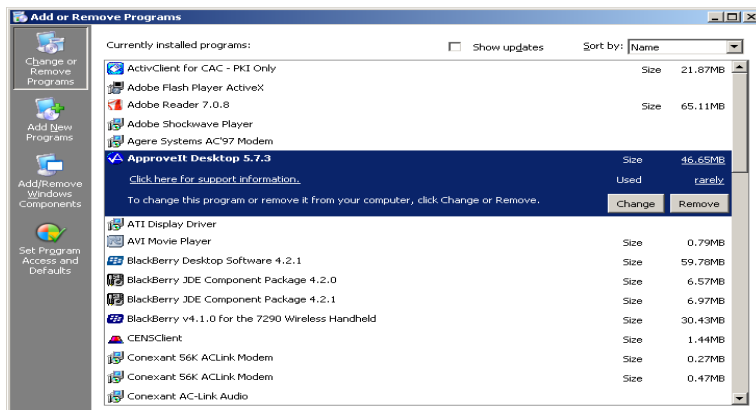 Add or Remove Programs
Change or
Remove
Programs
Add New
Programs
Add/Remove
Windows
Components
Set Program
Access and
Defaults
Currently installed programs: Show updates Sort by: Name
ActivClient for CAC - PKI Only Size 21.87MB
Adobe Flash Player ActiveX
Adobe Reader 7.0.8 Size 65.11MB
Adobe Shockwave Player
Agere Systems AC'97 Modem
ApproveIt Desktop 5.7.3 Size 46.65MB
Click here for support information. Used rarely
To change this program or remove it from your computer, click Change or Remove. Change Remove
ATI Display Driver
AVI Movie Player Size 0.79MB
BlackBerry Desktop Software 4.2.1 Size 59.78MB
BlackBerry JDE Component Package 4.2.0 Size 6.57MB
BlackBerry JDE Component Package 4.2.1 Size 6.97MB
BlackBerry v4.1.0 for the 7290 Wireless Handheld Size 30.43MB
CENSClient Size 1.44MB
Conexant 56K ACLink Modem Size 0.27MB
Conexant 56K ACLink Modem Size 0.47MB
Conexant AC-Link Audio